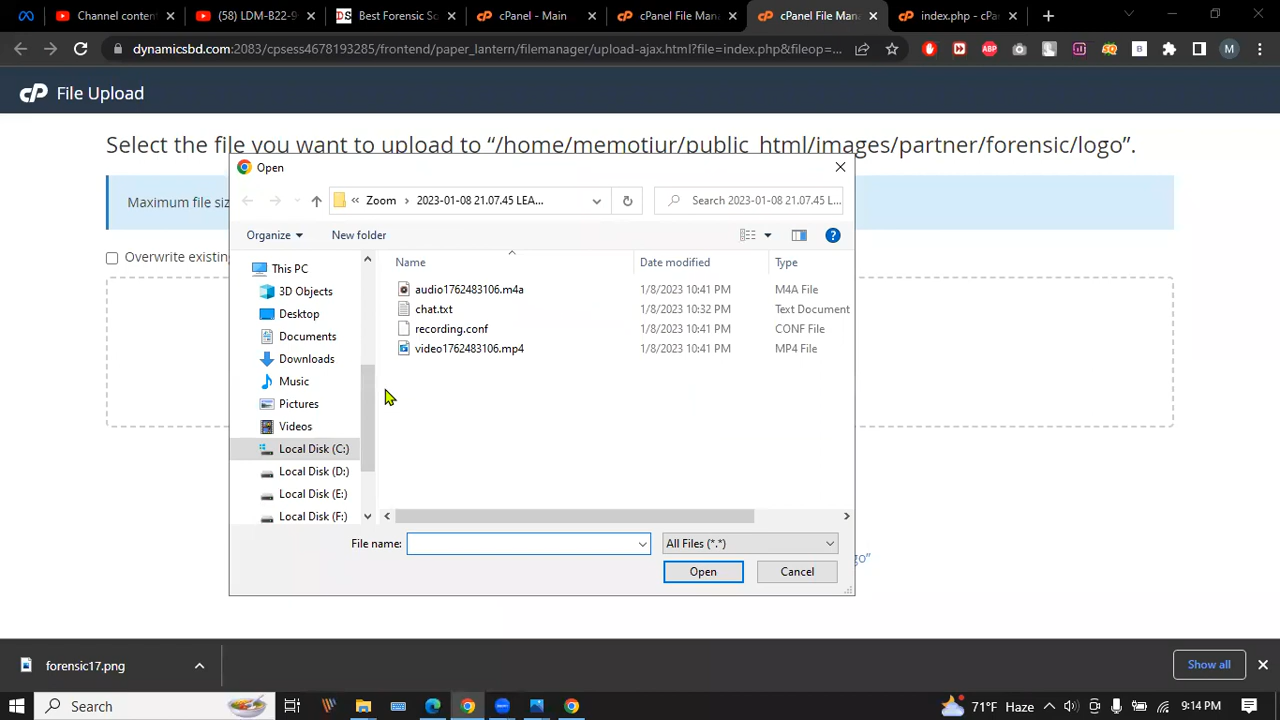 Channel content
(58) LDM-B22-9
Best Forensic So
cPanel - Main
cPanel File Mana
cPanel File Mana
index.php - cPa
dynamicsbd.com:2083/cpsess4678193285/frontend/paper_lantern/filemanager/upload-ajax.html?file=index.php&fileop=...
File Upload
Select the file you want to upload to “/home/memotiur/public_html/images/partner/forensic/logo”.
Maximum file siz
Overwrite existing
Open
Zoom › 2023-01-08 21.07.45 LEA...
Search 2023-01-08 21.07.45 L...
Organize
New folder
Name Date modified Type
This PC
3D Objects
Desktop
Documents
Downloads
Music
Pictures
Videos
Local Disk (C:)
Local Disk (D:)
Local Disk (E:)
Local Disk (F:)
audio1762483106.m4a 1/8/2023 10:41 PM M4A File
chat.txt 1/8/2023 10:32 PM Text Document
recording.conf 1/8/2023 10:41 PM CONF File
video1762483106.mp4 1/8/2023 10:41 PM MP4 File
File name:
All Files (*.*)
Open
Cancel
go”
forensic17.png
Show all
Search
71°F Haze
9:14 PM